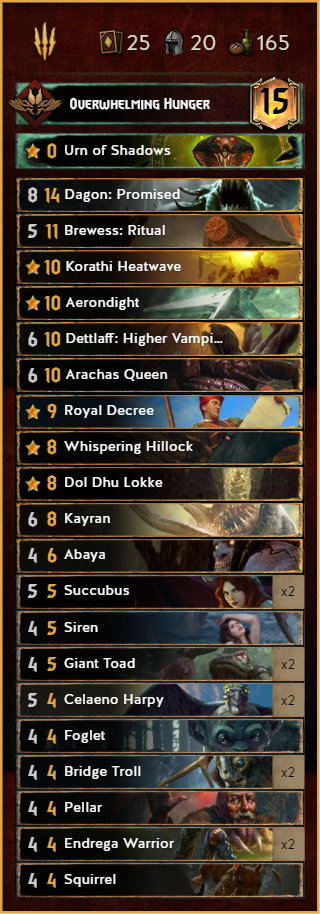 25 20 165
Overwhelming Hunger 15
0 Urn of Shadows
8 14 Dagon: Promised
5 11 Brewess: Ritual
10 Korathi Heatwave
10 Aerondight
6 10 Dettlaff: Higher Vampi...
6 10 Arachas Queen
9 Royal Decree
8 Whispering Hillock
8 Dol Dhu Lokke
6 8 Kayran
4 6 Abaya
5 5 Succubus x2
4 5 Siren
4 5 Giant Toad x2
5 4 Celaeno Harpy x2
4 4 Foglet
4 4 Bridge Troll x2
4 4 Pellar
4 4 Endrega Warrior x2
4 4 Squirrel